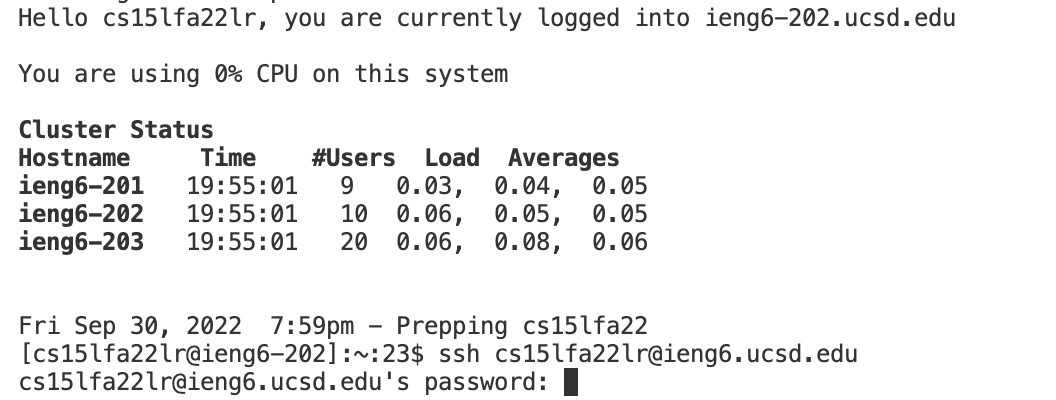 Hello cs15lfa22lr, you are currently logged into ieng6-202.ucsd.edu
You are using 0% CPU on this system
Cluster Status
Hostname Time #Users Load Averages
ieng6-201 19:55:01 9 0.03, 0.04, 0.05
ieng6-202 19:55:01 10 0.06, 0.05, 0.05
ieng6-203 19:55:01 20 0.06, 0.08, 0.06
Fri Sep 30, 2022 7:59pm - Prepping cs15lfa22
[cs15lfa22lr@ieng6-202]:~:23$ ssh cs15lfa22lr@ieng6.ucsd.edu
cs15lfa22lr@ieng6.ucsd.edu's password: